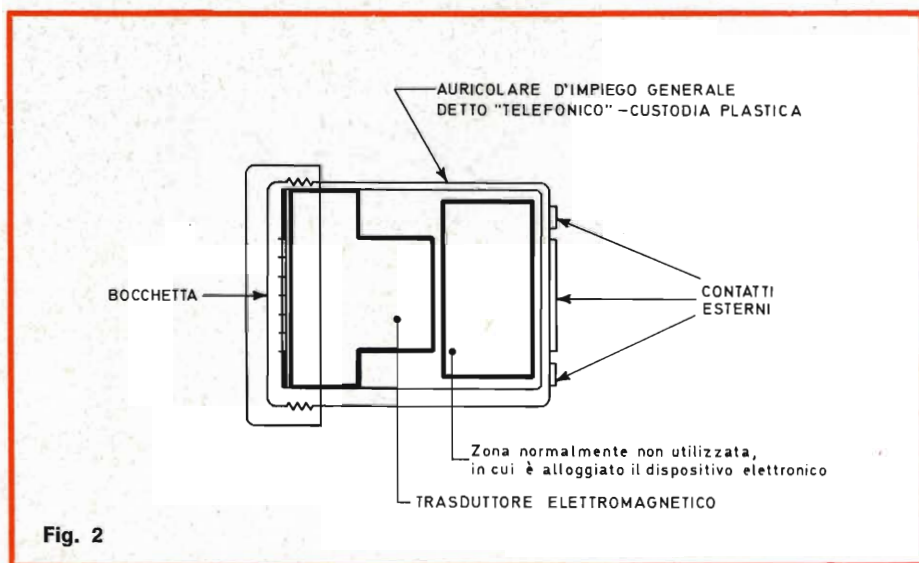 AURICOLARE D'IMPIEGO GENERALE
DETTO "TELEFONICO" - CUSTODIA PLASTICA
BOCCHETTA
CONTATTI
ESTERNI
Zona normalmente non utilizzata,
in cui è alloggiato il dispositivo elettronico
TRASDUTTORE ELETTROMAGNETICO
Fig. 2